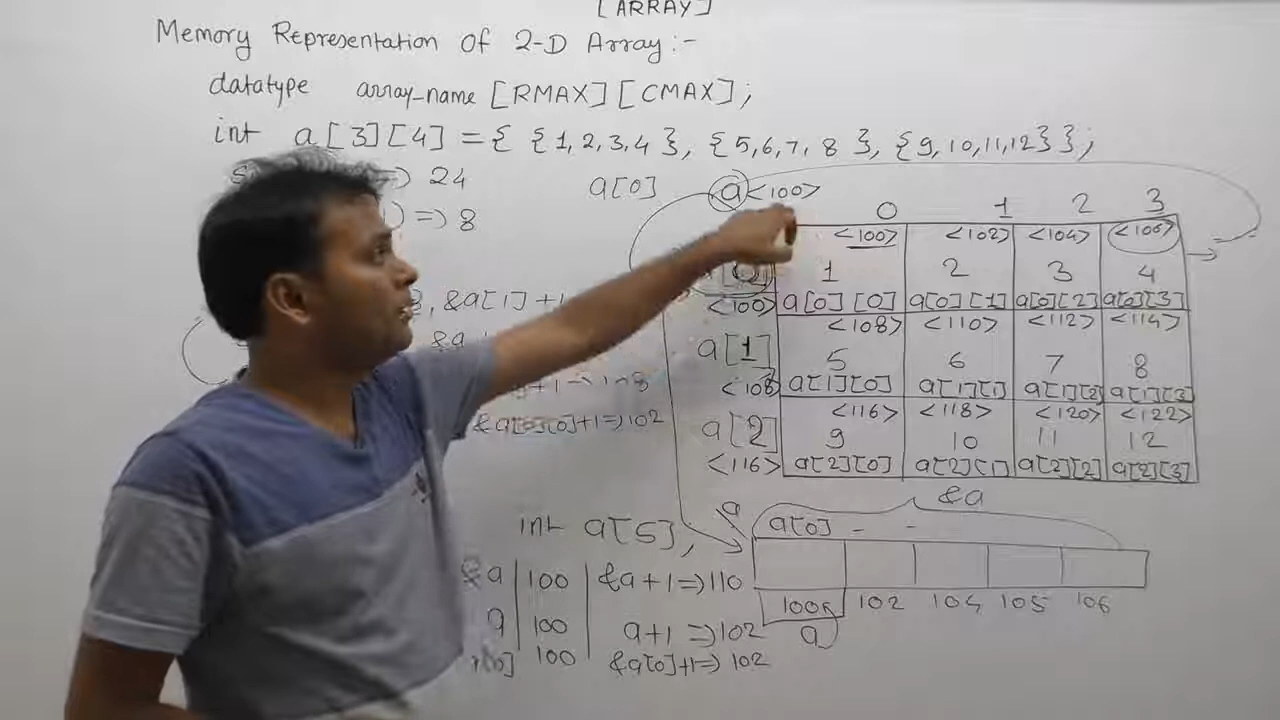 [ARRAY]
Memory Representation Of 2-D Array:-
datatype array-name [RMAX][CMAX];
int a[3][4] = { {1,2,3,4}, {5,6,7,8}, {9,10,11,12} };
=> 24
=> 8
a[0] a <100>
0 1 2 3
<100> <102> <104> <106>
a[0] 1 2 3 4
<100> a[0][0] a[0][1] a[0][2] a[0][3]
, &a[1]+1
<108> <110> <112> <114>
&a
a[1] 5 6 7 8
<108> a[1][0] a[1][1] a[1][2] a[1][3]
+1 => 108
<116> <118> <120> <122>
&a[0][0]+1=>102
a[2] 9 10 11 12
<116> a[2][0] a[2][1] a[2][2] a[2][3]
&a
a
int a[5];
a[0] - -
&a 100 &a+1=>110
100 102 104 105 106
a 100 a+1 =>102
a
100 &a[0]+1=>102